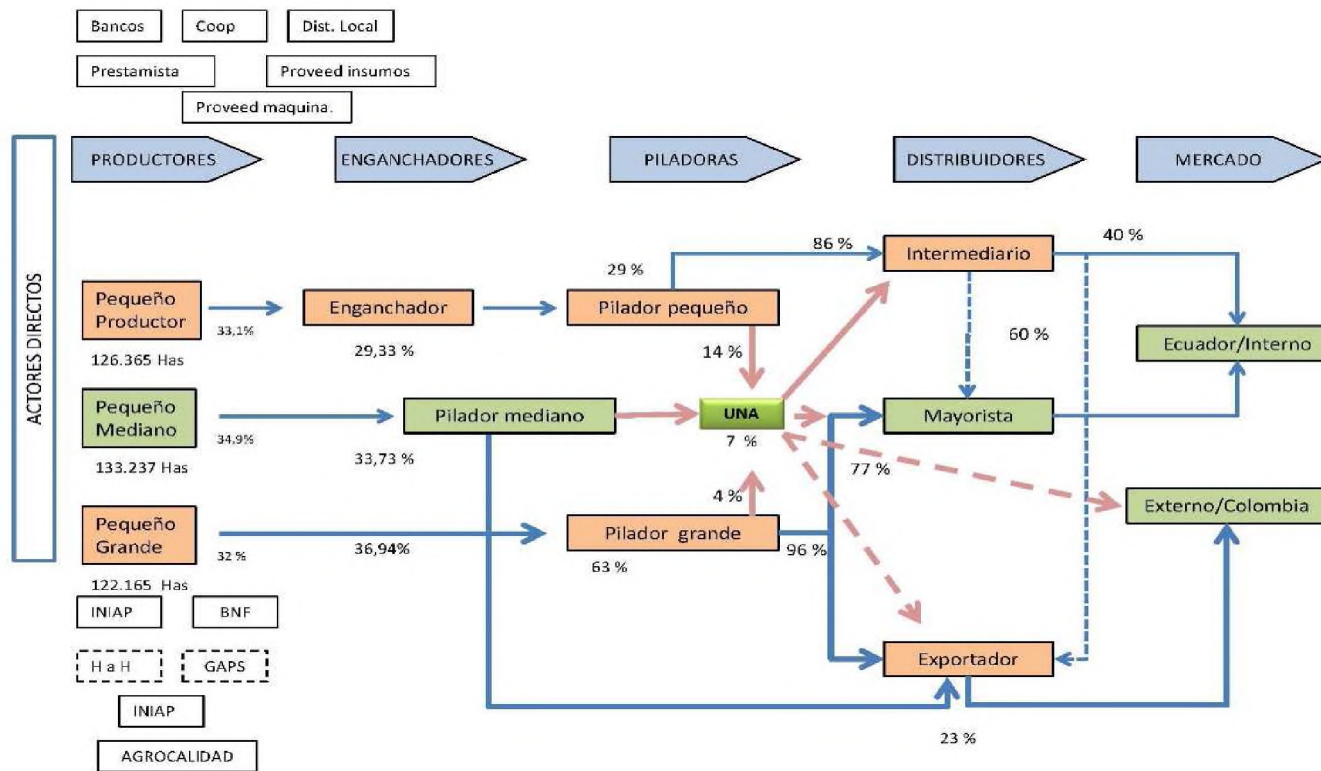 Bancos
Coop
Dist. Local
Prestamista
Proveed insumos
Proveed maquina.
PRODUCTORES
ENGANCHADORES
PILADORAS
DISTRIBUIDORES
MERCADO
ACTORES DIRECTOS
86 %
Intermediario
40 %
29 %
Pequeño
Productor
33,1%
Enganchador
Pilador pequeño
126.365 Has
29,33 %
14 %
60 %
Ecuador/Interno
Pequeño
Mediano
34,9%
Pilador mediano
UNA
Mayorista
133.237 Has
33,73 %
7 %
77 %
4 %
Externo/Colombia
Pequeño
Grande
32 %
36,94%
Pilador grande
96 %
63 %
122.165 Has
INIAP
BNF
H a H
GAPS
Exportador
INIAP
23 %
AGROCALIDAD